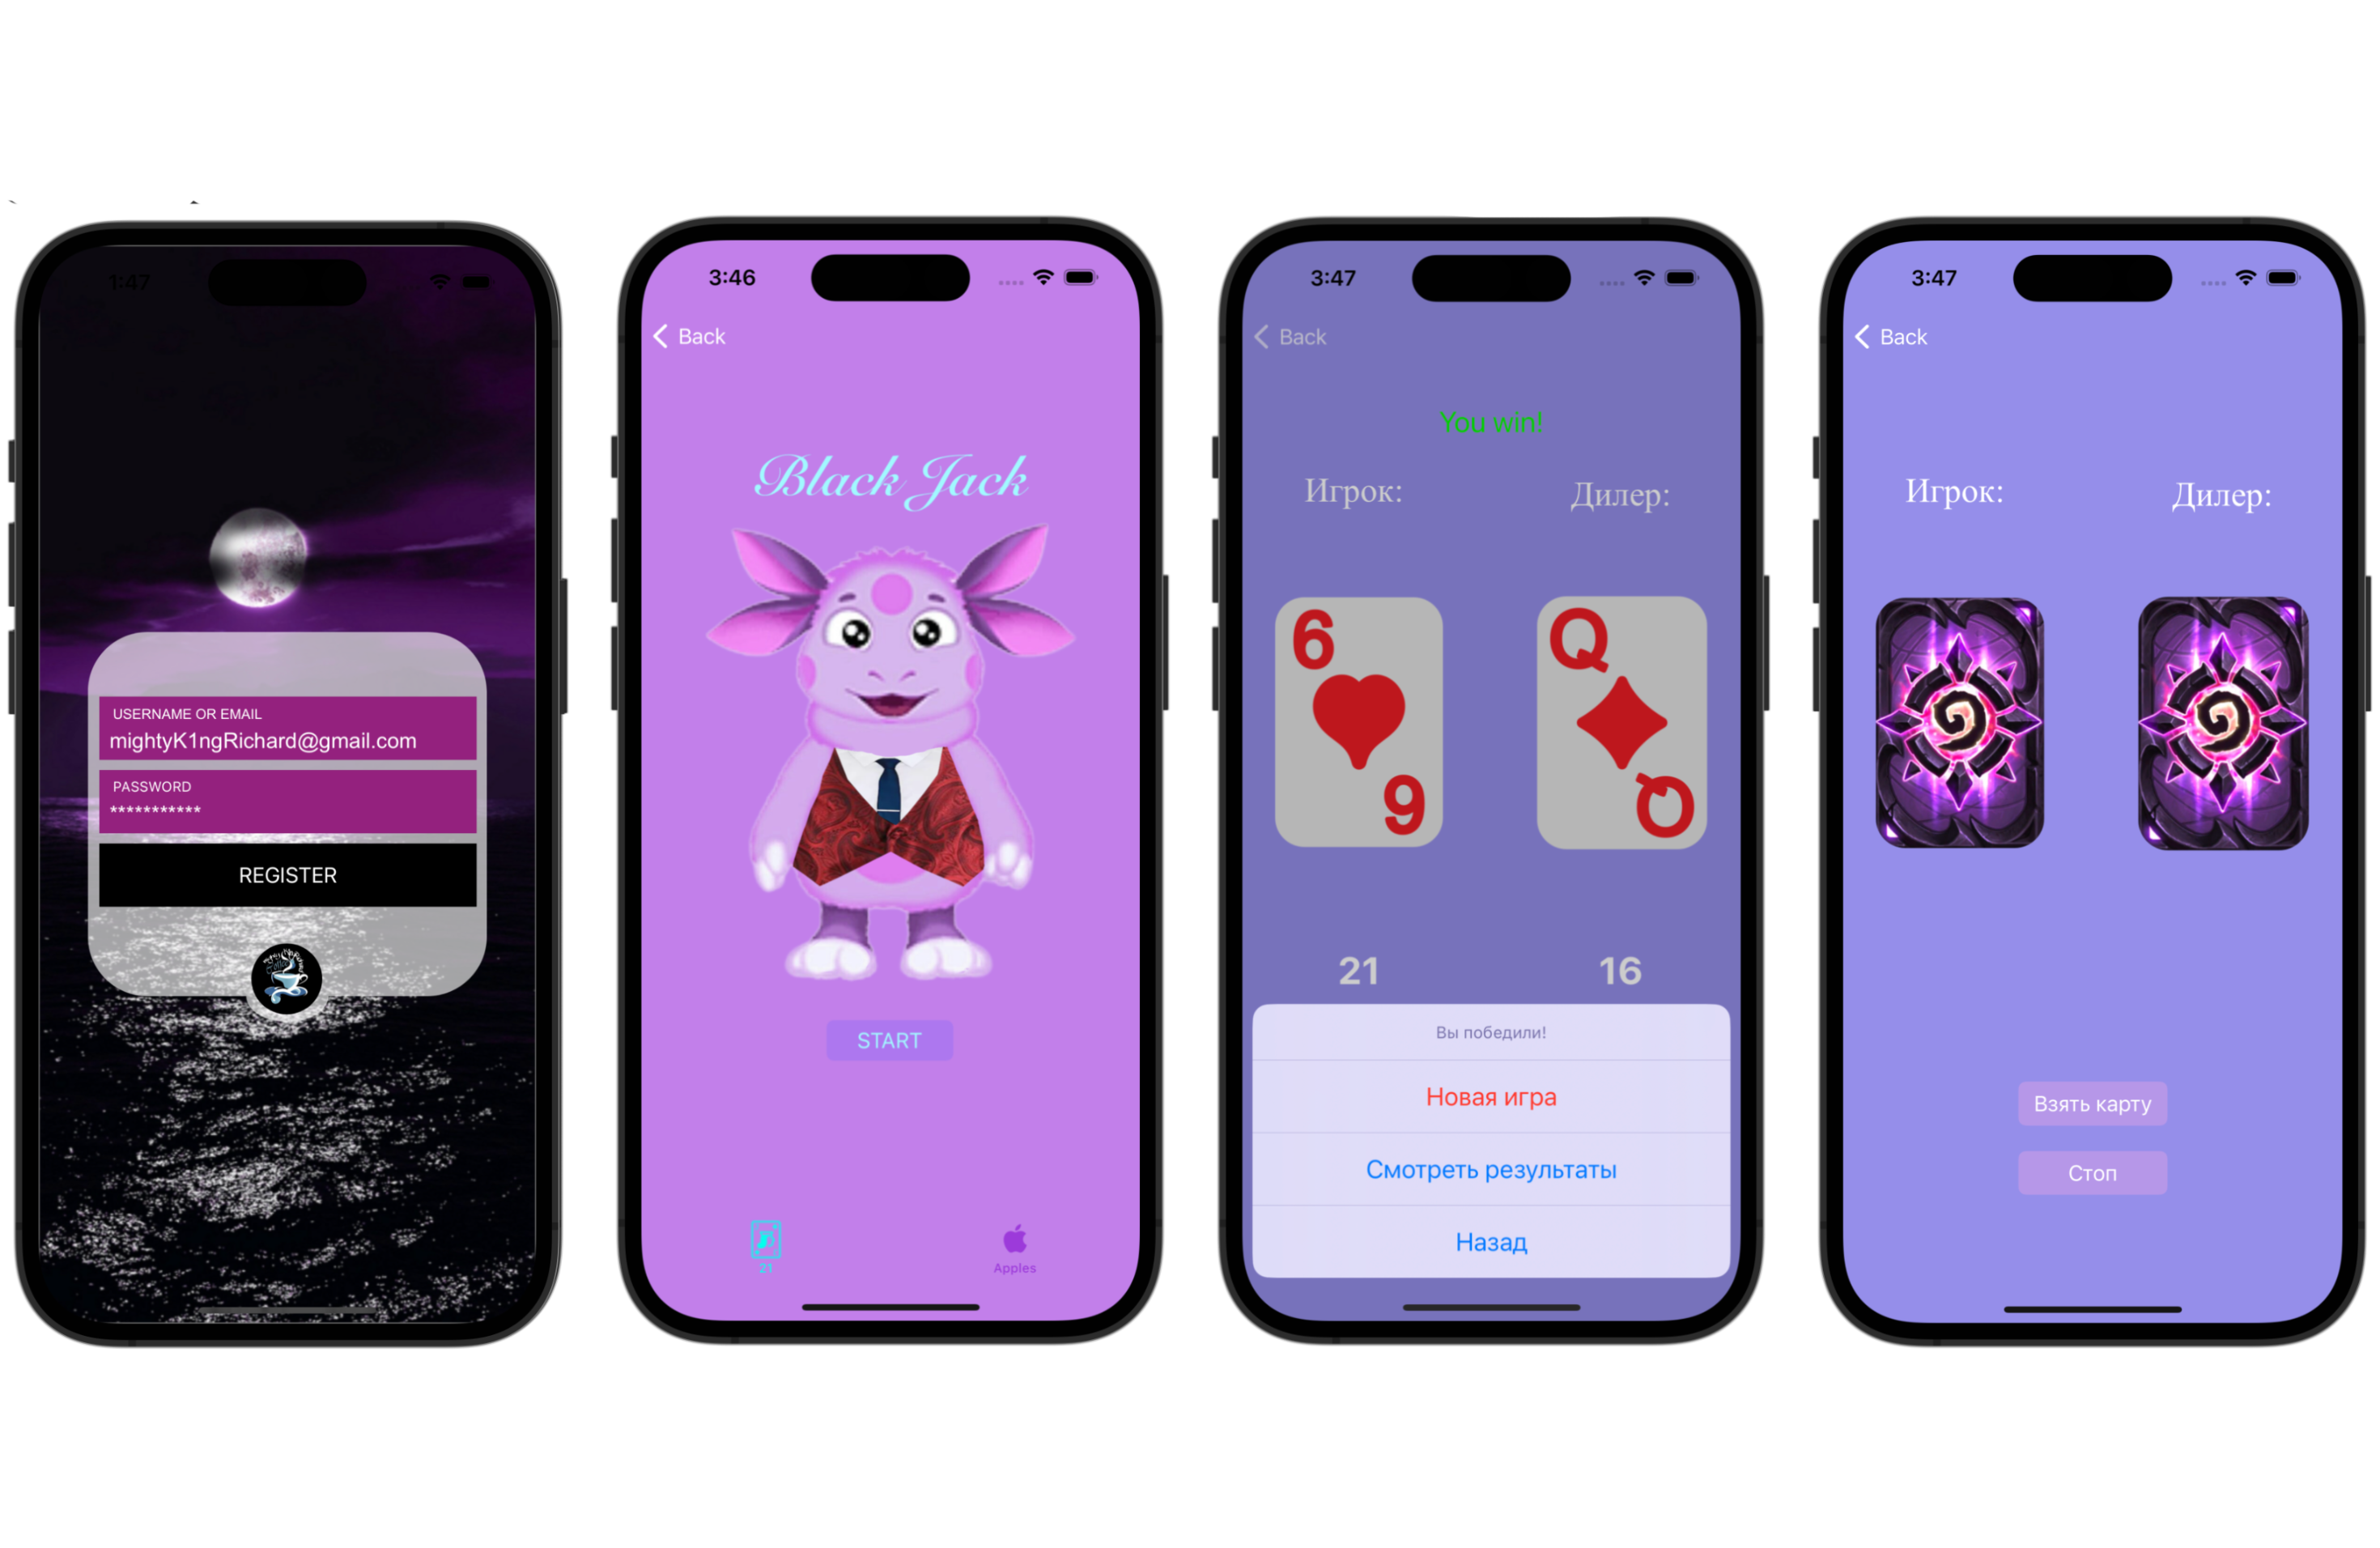 1:47
USERNAME OR EMAIL
mightyK1ngRichard@gmail.com
PASSWORD
***********
REGISTER
3:46
Back
Black Jack
START
21
Apples
3:47
Back
You win!
Игрок:
Дилер:
6
Q
6
Q
21
16
Вы победили!
Новая игра
Смотреть результаты
Назад
3:47
Back
Игрок:
Дилер:
Взять карту
Стоп